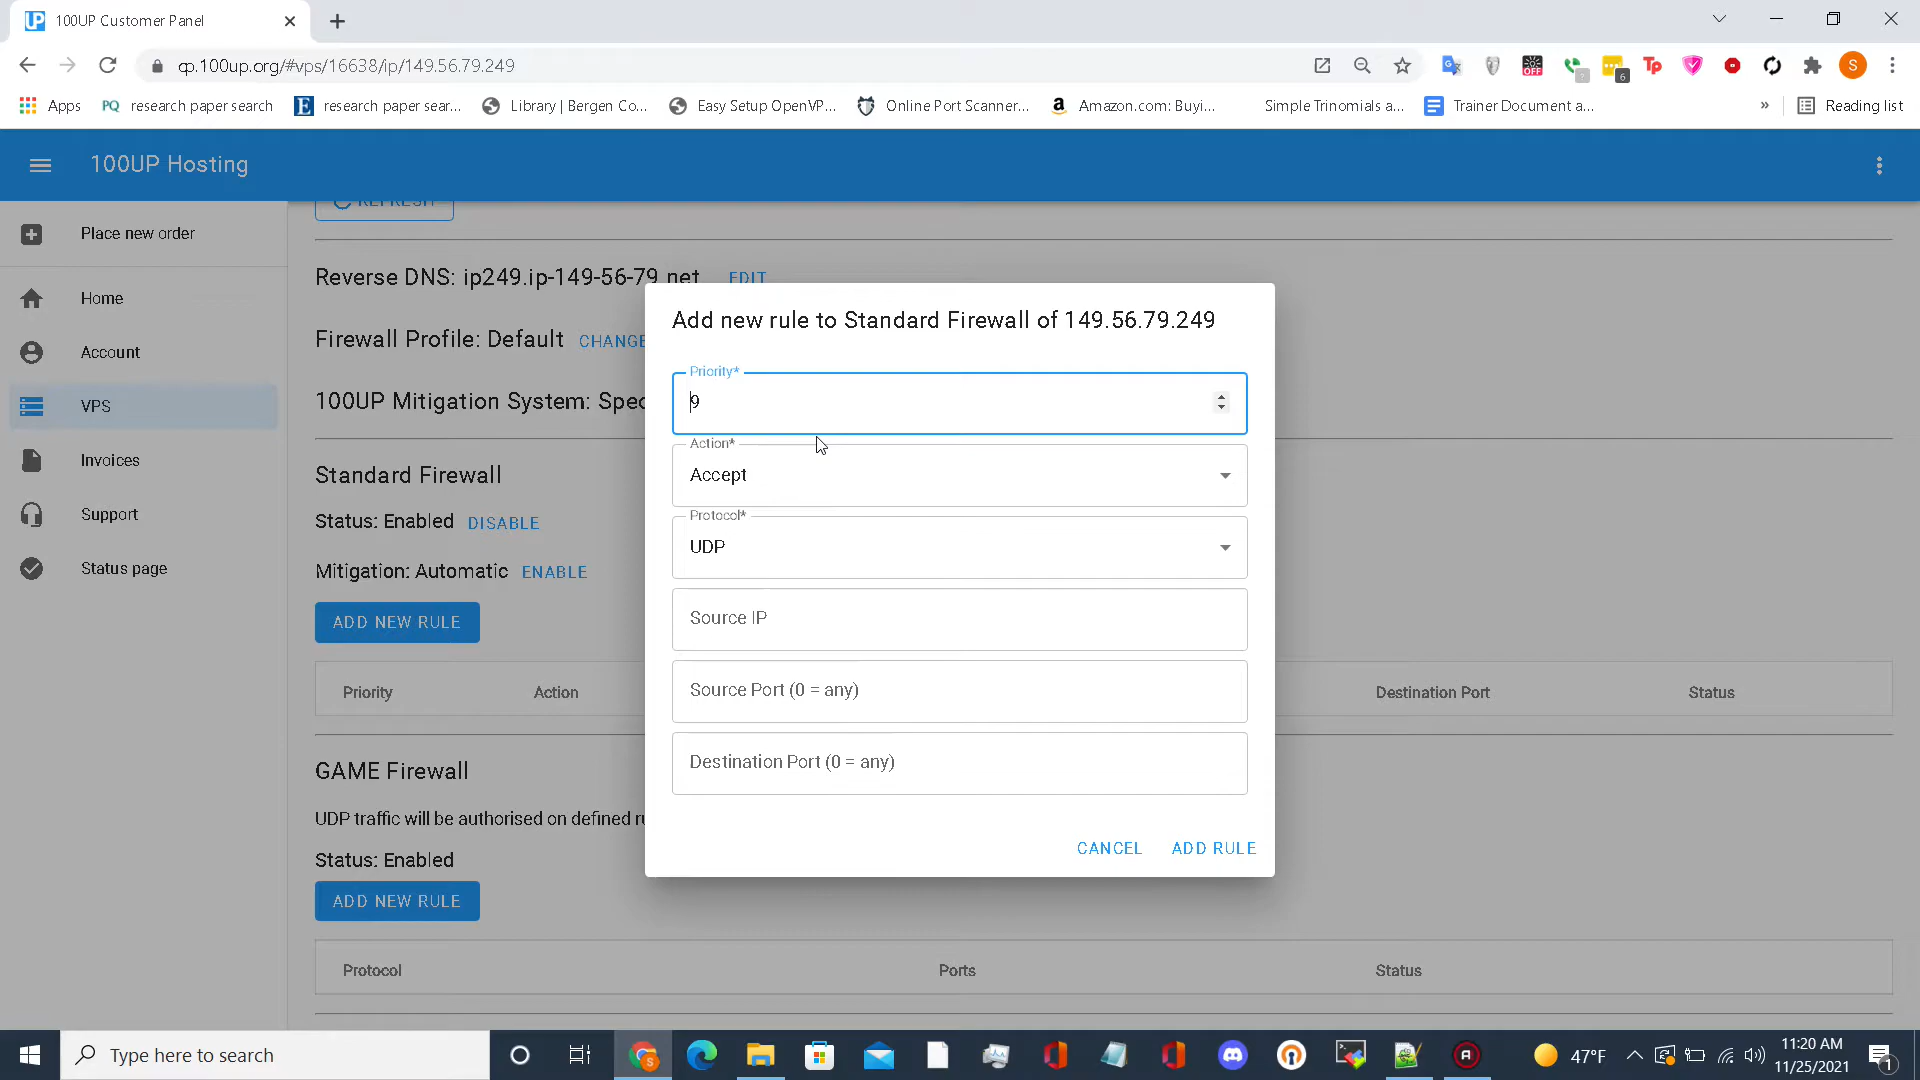 100UP Customer Panel
cp.100up.org/#vps/16638/ip/149.56.79.249
OFF
6
Tp
S
Apps
PQ research paper search
E research paper sear...
Library | Bergen Co...
Easy Setup OpenVP...
Online Port Scanner...
Amazon.com: Buyi...
Simple Trinomials a...
Trainer Document a...
»
Reading list
100UP Hosting
Place new order
Home
Account
VPS
Invoices
Support
Status page
REFRESH
Reverse DNS: ip249.ip-149-56-79.net EDIT
Firewall Profile: Default CHANGE
100UP Mitigation System: Spec
Standard Firewall
Status: Enabled DISABLE
Mitigation: Automatic ENABLE
ADD NEW RULE
Priority Action Destination Port Status
GAME Firewall
UDP traffic will be authorised on defined ru
Status: Enabled
ADD NEW RULE
Protocol Ports Status
Add new rule to Standard Firewall of 149.56.79.249
Priority*
9
Action*
Accept
Protocol*
UDP
Source IP
Source Port (0 = any)
Destination Port (0 = any)
CANCEL ADD RULE
Type here to search
S
47°F
11:20 AM
11/25/2021
1